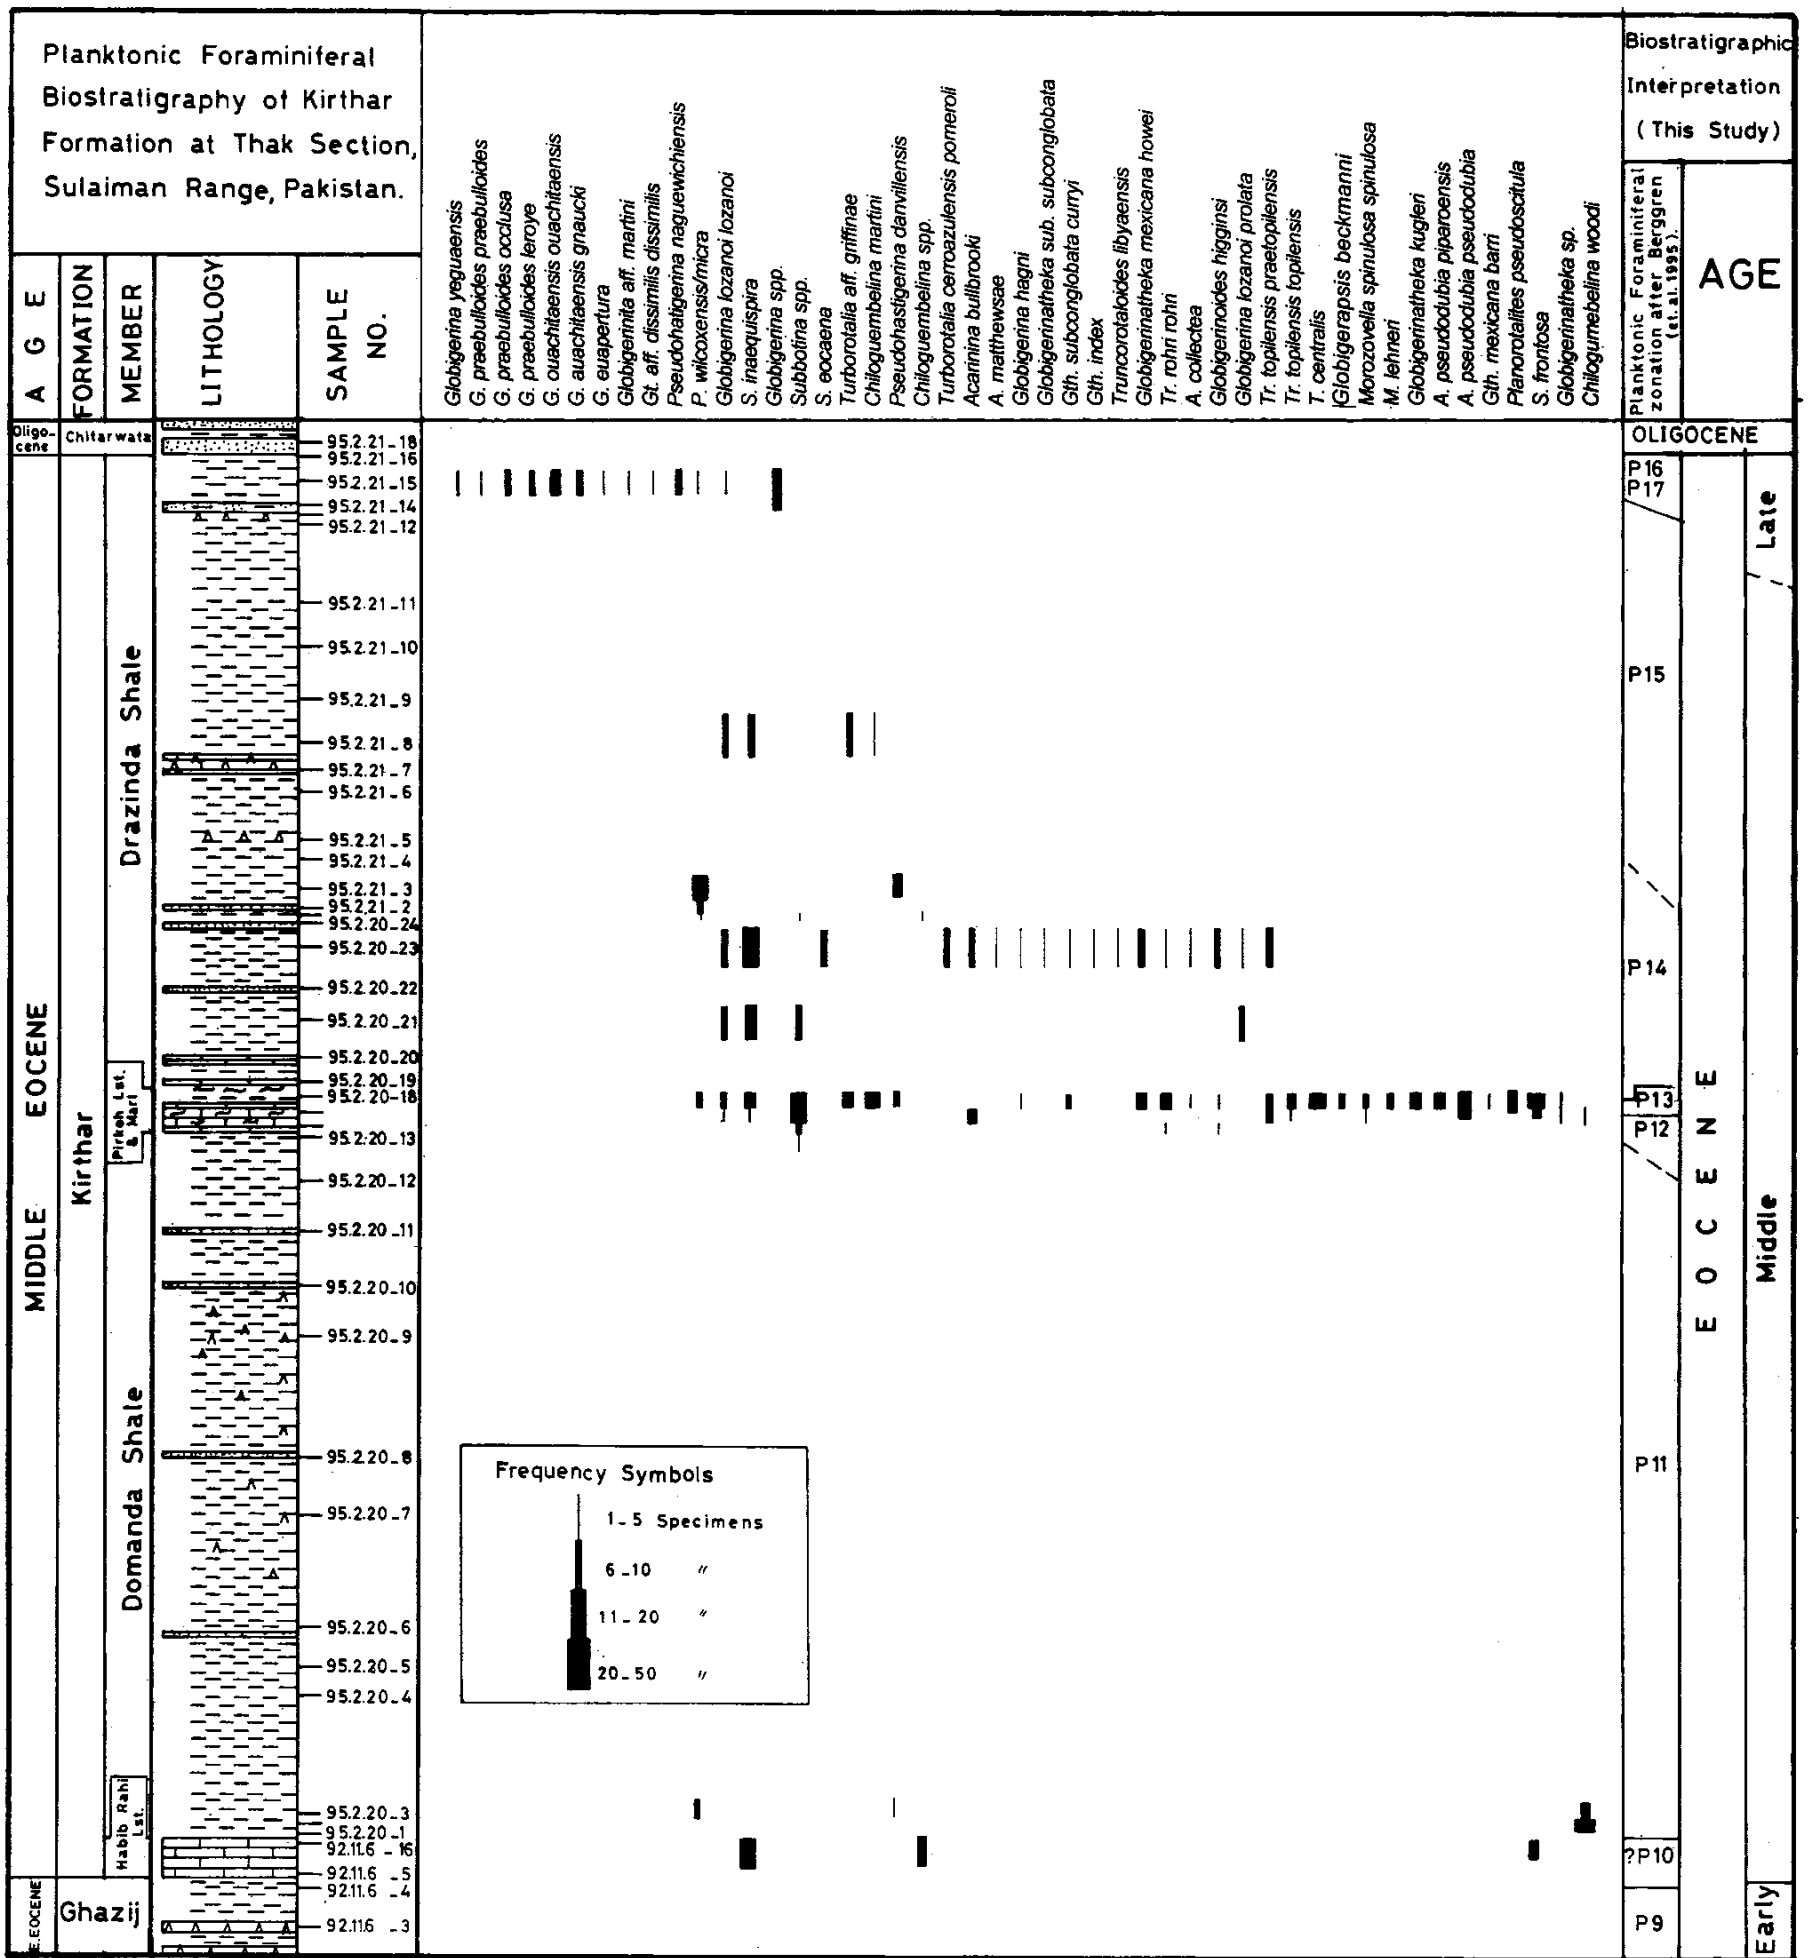 Planktonic Foraminiferal
Biostratigraphy of Kirthar
Formation at Thak Section,
Sulaiman Range, Pakistan.
AGE
FORMATION
MEMBER
LITHOLOGY
SAMPLE
NO.
Globigerina yeguaensis
G. praebulloides praebulloides
G. praebulloides occlusa
G. praebulloides leroye
G. ouachitaensis ouachitaensis
G. auachitaensis gnaucki
G. euapertura
Globigerinita aff. martini
Gt. aff. dissimilis dissimilis
Pseudohatigerina naguewichiensis
P. wilcoxensis/micra
Globigerina lozanoi lozanoi
S. inaequispira
Globigerina spp.
Subbotina spp.
S. eocaena
Turborotalia aff. griffinae
Chiloguembelina martini
Pseudohastigerina danvillensis
Chiloguembelina spp.
Turborotalia cerroazulensis pomeroli
Acarinina bullbrooki
A. matthewsae
Globigerina hagni
Globigerinatheka sub. subconglobata
Gth. subconglobata curryi
Gth. index
Truncorotaloides libyaensis
Globigerinatheka mexicana howei
Tr. rohri rohri
A. collectea
Globigerinoides higginsi
Globigerina lozanoi prolata
Tr. topilensis praetopilensis
Tr. topilensis topilensis
T. centralis
Globigerapsis beckmanni
Morozovella spinulosa spinulosa
M. lehneri
Globigerinatheka kugleri
A. pseudodubia piparoensis
A. pseudodubia pseudodubia
Gth. mexicana barri
Planorotalites pseudoscitula
S. frontosa
Globigerinatheka sp.
Chilogumebelina woodi
Biostratigraphic
Interpretation
(This Study)
Planktonic Foraminiferal
zonation after Berggren
(et. al. 1995).
AGE
Oligo-
cene
Chitarwata
OLIGOCENE
95.2.21-18
95.2.21-16
95.2.21-15
95.2.21-14
95.2.21-12
95.2.21-11
95.2.21-10
95.2.21-9
95.2.21-8
95.2.21-7
95.2.21-6
95.2.21-5
95.2.21-4
95.2.21-3
95.2.21-2
95.2.20-24
95.2.20-23
95.2.20-22
95.2.20-21
95.2.20-20
95.2.20-19
95.2.20-18
95.2.20-13
95.2.20-12
95.2.20-11
95.2.20-10
95.2.20-9
95.2.20-8
95.2.20-7
95.2.20-6
95.2.20-5
95.2.20-4
95.2.20-3
95.2.20-1
92.11.6-16
92.11.6-5
92.11.6-4
92.11.6-3
MIDDLE EOCENE
E.EOCENE
Kirthar
Ghazij
Drazinda Shale
Pirkoh Lst.
& Marl
Domanda Shale
Habib Rahi
Lst.
Frequency Symbols
1-5 Specimens
6-10 "
11-20 "
20-50 "
P16
P17
P15
P14
P13
P12
P11
?P10
P9
EOCENE
Late
Middle
Early